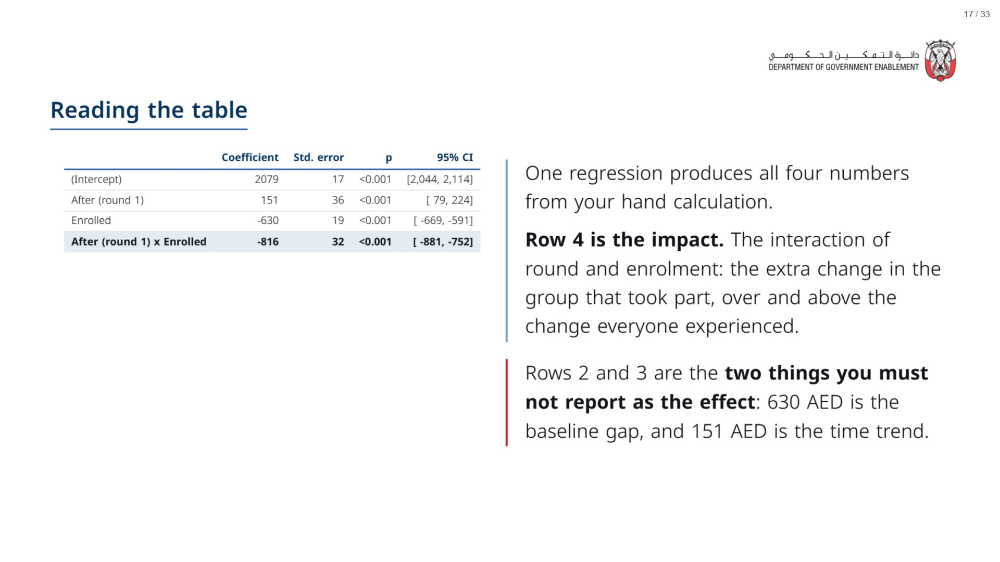 17 / 33
دائرة التمكين الحكومي
DEPARTMENT OF GOVERNMENT ENABLEMENT
Reading the table
Coefficient Std. error p 95% CI
(Intercept) 2079 17 <0.001 [2,044, 2,114]
After (round 1) 151 36 <0.001 [ 79, 224]
Enrolled -630 19 <0.001 [ -669, -591]
After (round 1) x Enrolled -816 32 <0.001 [ -881, -752]
One regression produces all four numbers
from your hand calculation.
Row 4 is the impact. The interaction of
round and enrolment: the extra change in the
group that took part, over and above the
change everyone experienced.
Rows 2 and 3 are the two things you must
not report as the effect: 630 AED is the
baseline gap, and 151 AED is the time trend.